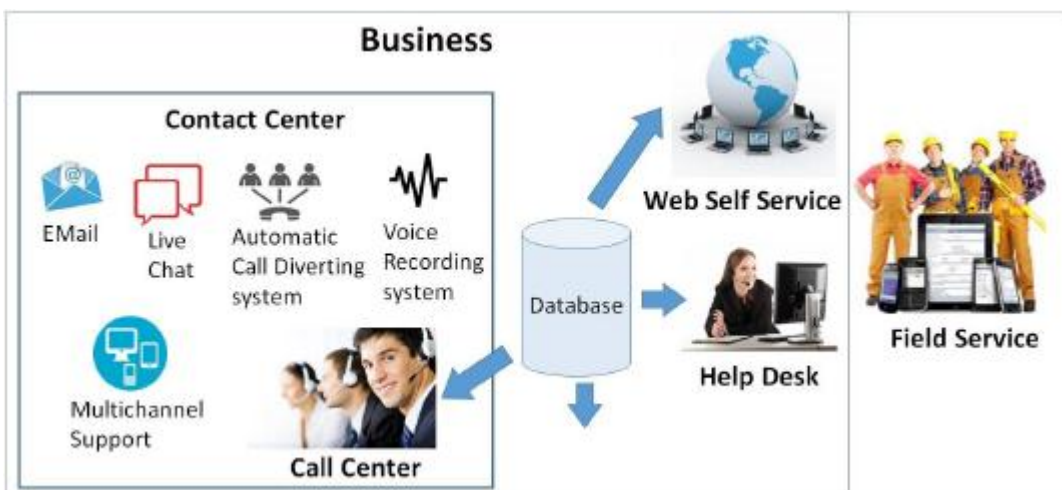 Business
Contact Center
EMail
Live
Chat
Automatic
Call Diverting
system
Voice
Recording
system
Multichannel
Support
Call Center
Database
Web Self Service
Help Desk
Field Service